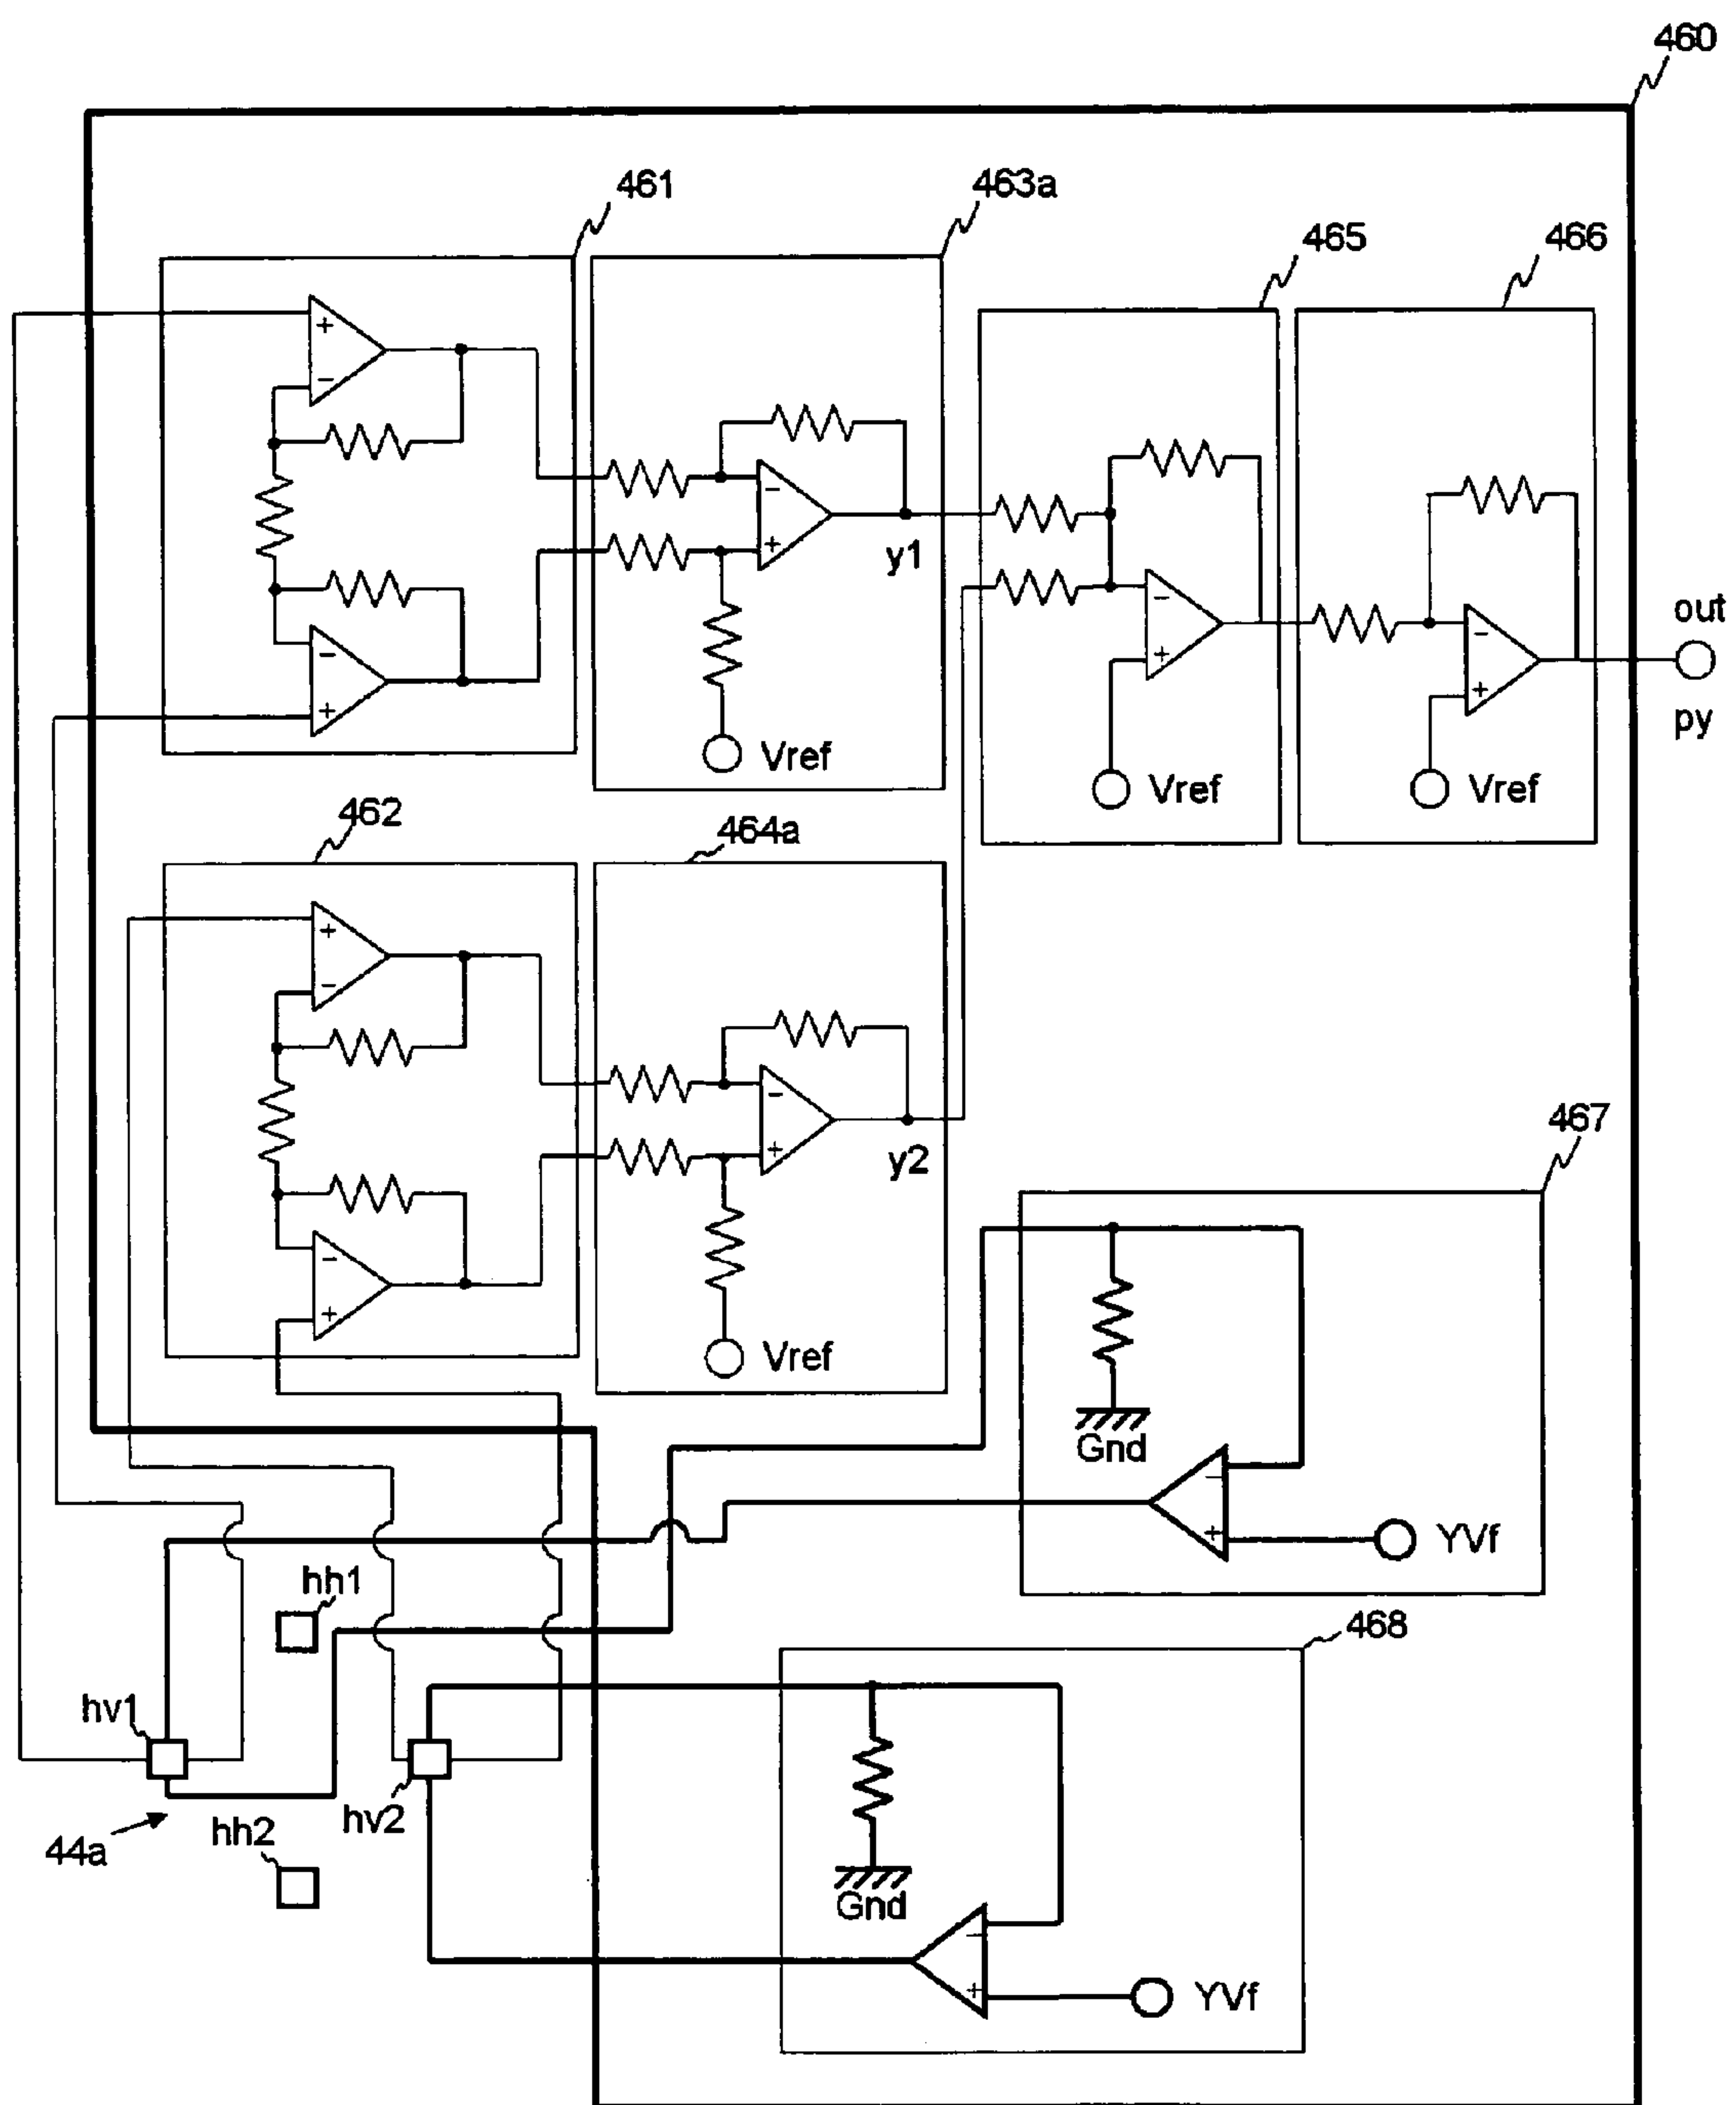 460
461
463a
465
466
+
−
−
+
y1
−
+
−
+
−
+
out
py
Vref
Vref
Vref
462
464a
+
−
−
+
y2
−
+
467
Vref
Gnd
−
+
YVf
hh1
468
hv1
hv2
hh2
44a
Gnd
−
+
YVf